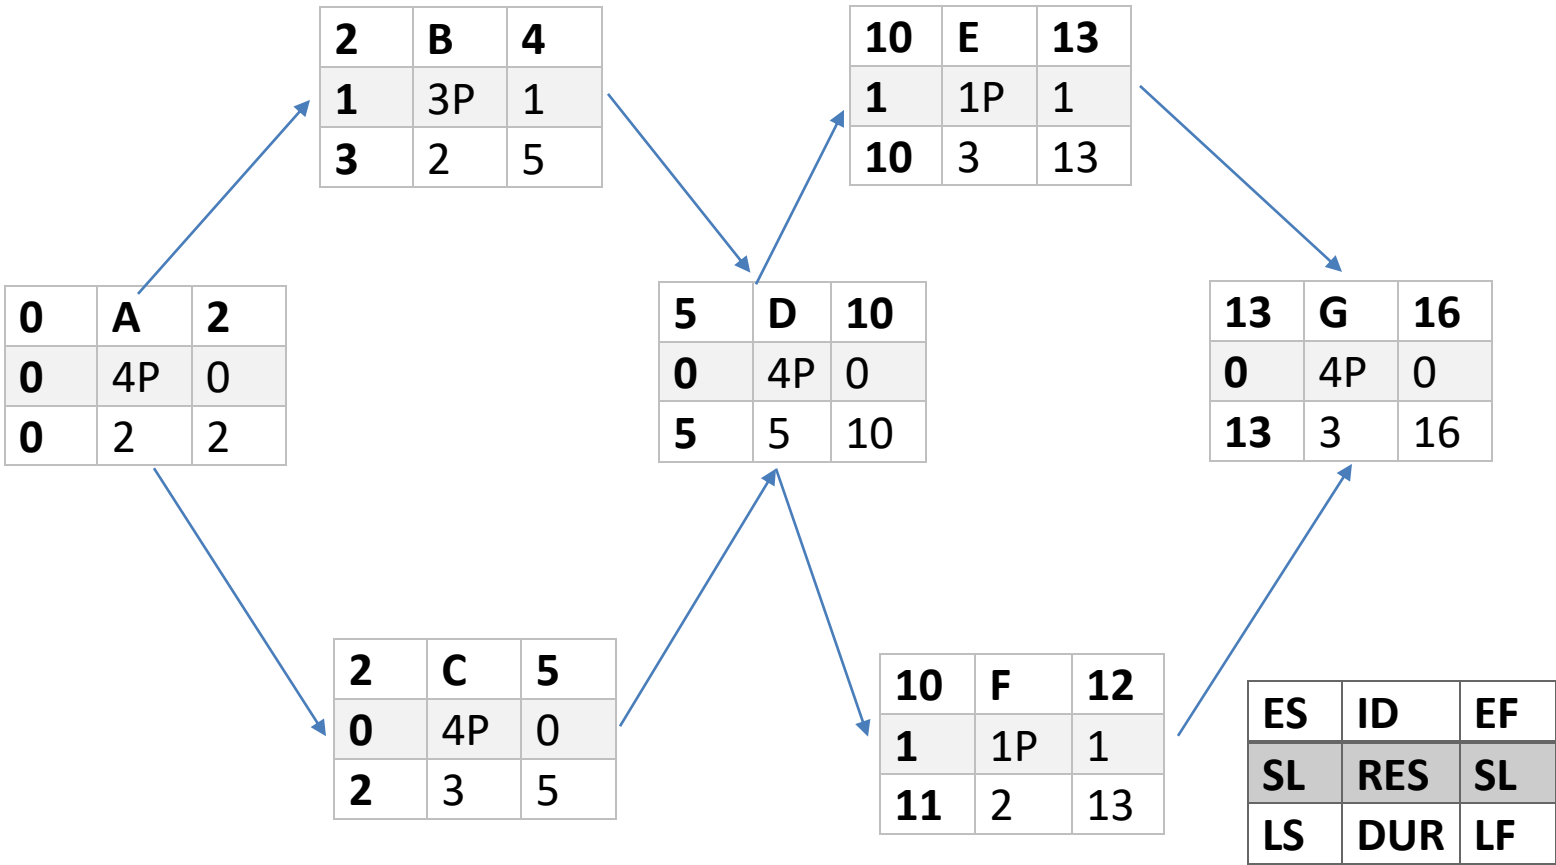 2 B 4
1 3P 1
3 2 5
10 E 13
1 1P 1
10 3 13
0 A 2
0 4P 0
0 2 2
5 D 10
0 4P 0
5 5 10
13 G 16
0 4P 0
13 3 16
2 C 5
0 4P 0
2 3 5
10 F 12
1 1P 1
11 2 13
ES ID EF
SL RES SL
LS DUR LF